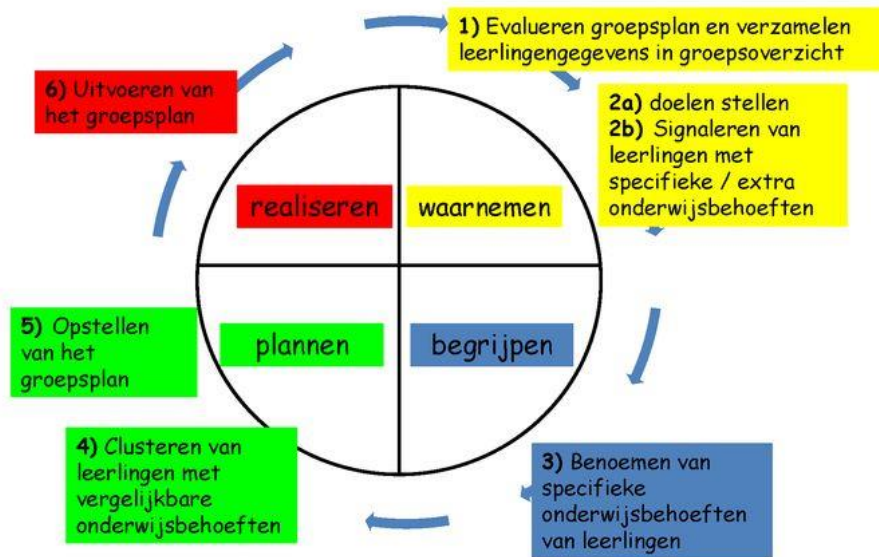 1) Evalueren groepsplan en verzamelen
leerlingengegevens in groepsoverzicht
2a) doelen stellen
2b) Signaleren van
leerlingen met
specifieke / extra
onderwijsbehoeften
3) Benoemen van
specifieke
onderwijsbehoeften
van leerlingen
4) Clusteren van
leerlingen met
vergelijkbare
onderwijsbehoeften
5) Opstellen
van het
groepsplan
6) Uitvoeren van
het groepsplan
realiseren
waarnemen
plannen
begrijpen